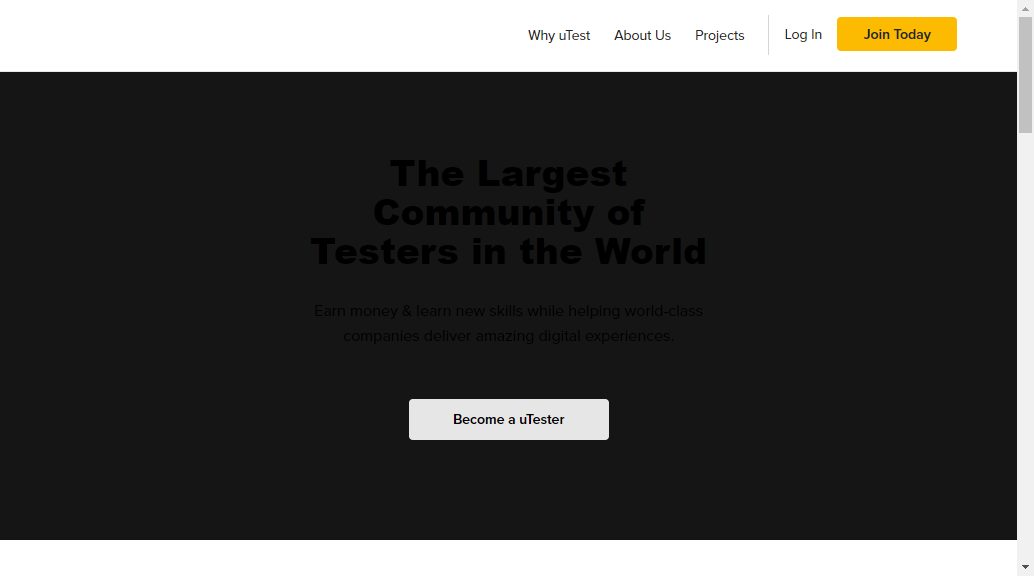 Why uTest About Us Projects Log In Join Today
The Largest
Community of
Testers in the World
Earn money & learn new skills while helping world-class
companies deliver amazing digital experiences.
Become a uTester